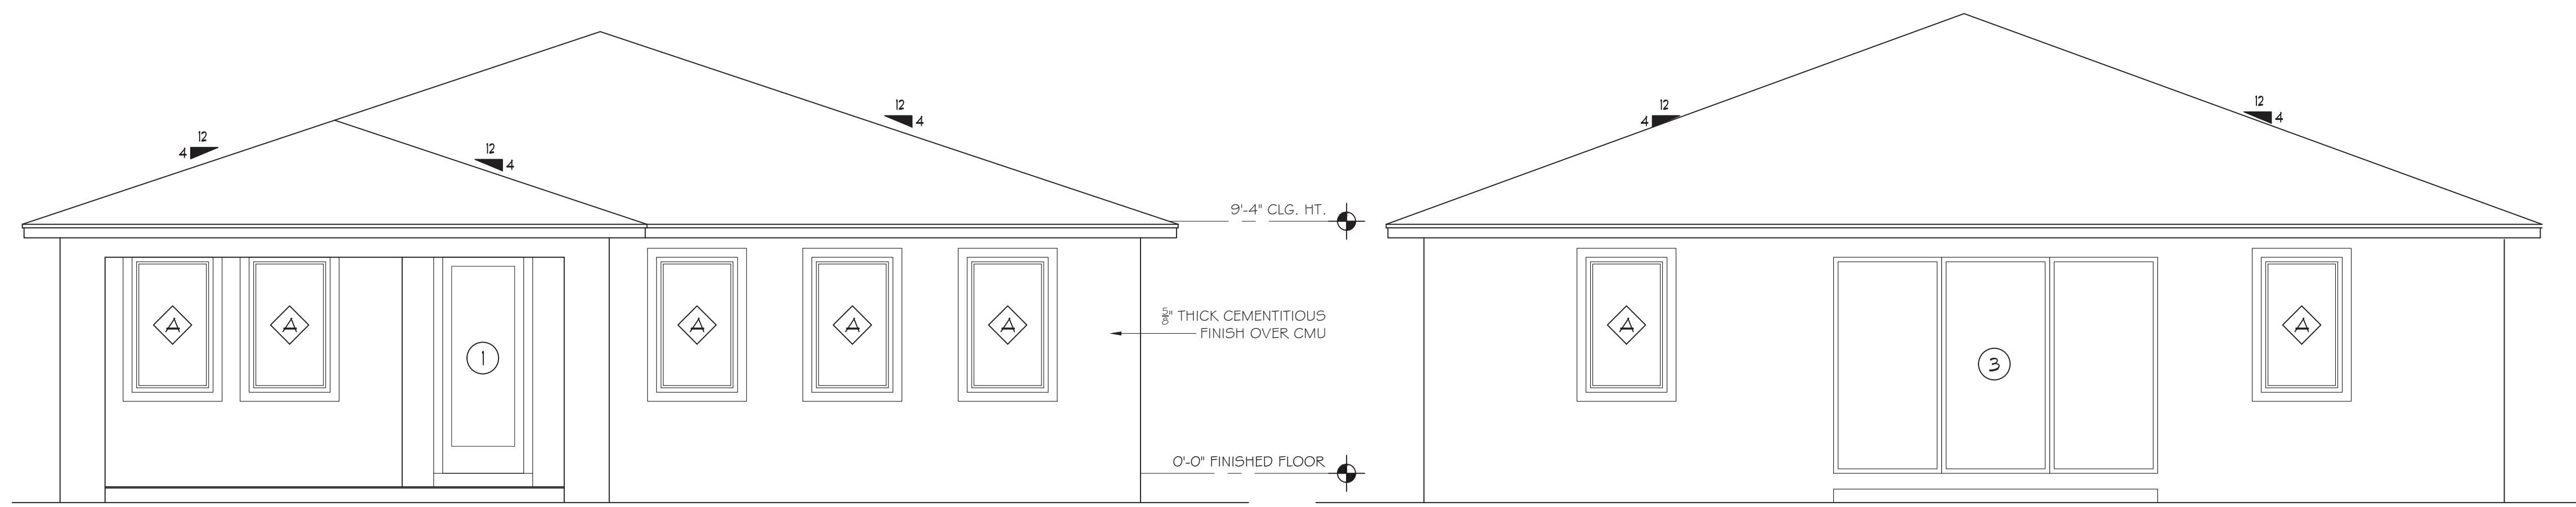 12
4
12
4
12
4
A
A
1
A
A
A
9'-4" CLG. HT.
5/8" THICK CEMENTITIOUS
FINISH OVER CMU
0'-0" FINISHED FLOOR
12
4
12
4
A
3
A